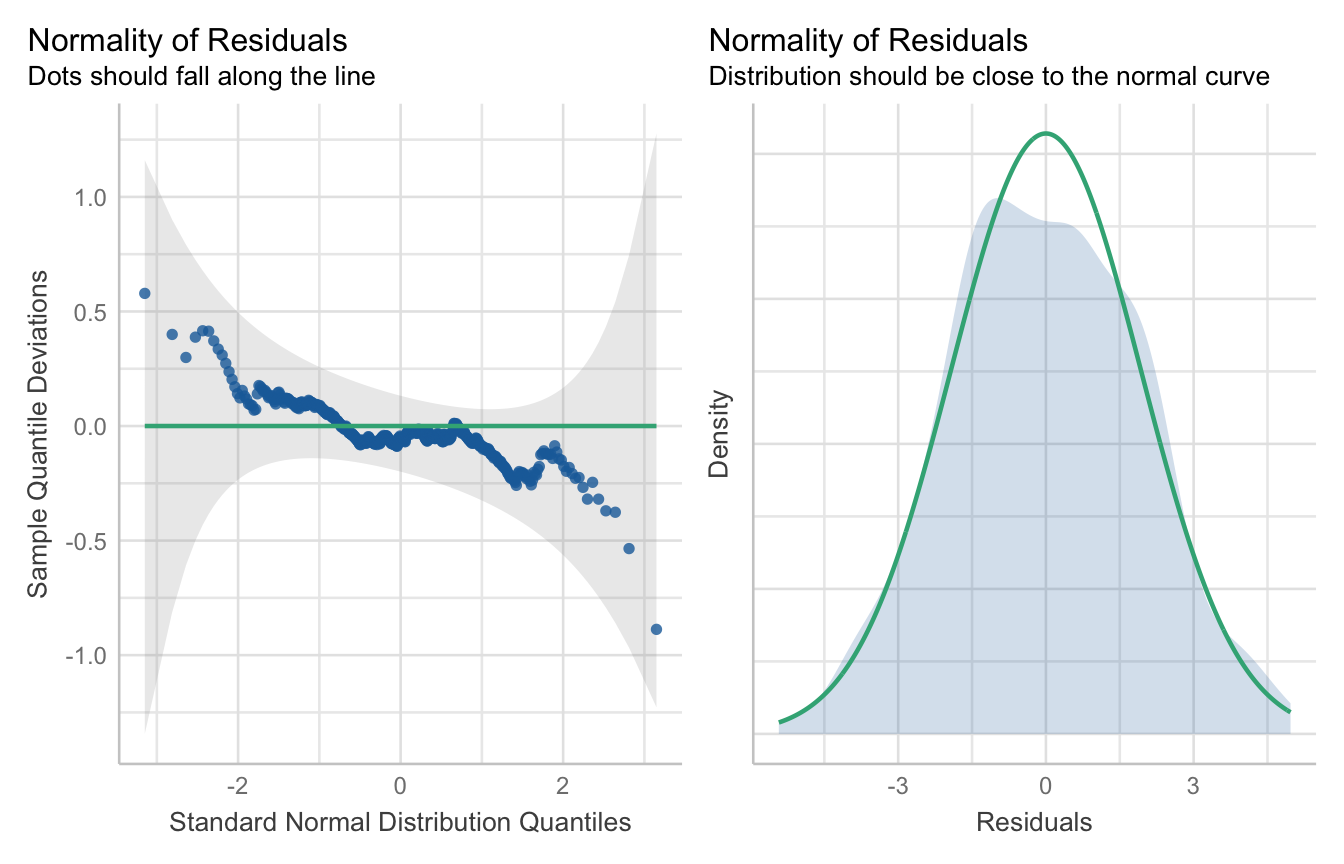 Normality of Residuals
Dots should fall along the line
1.0
0.5
0.0
-0.5
-1.0
Sample Quantile Deviations
-2
0
2
Standard Normal Distribution Quantiles
Normality of Residuals
Distribution should be close to the normal curve
Density
-3
0
3
Residuals